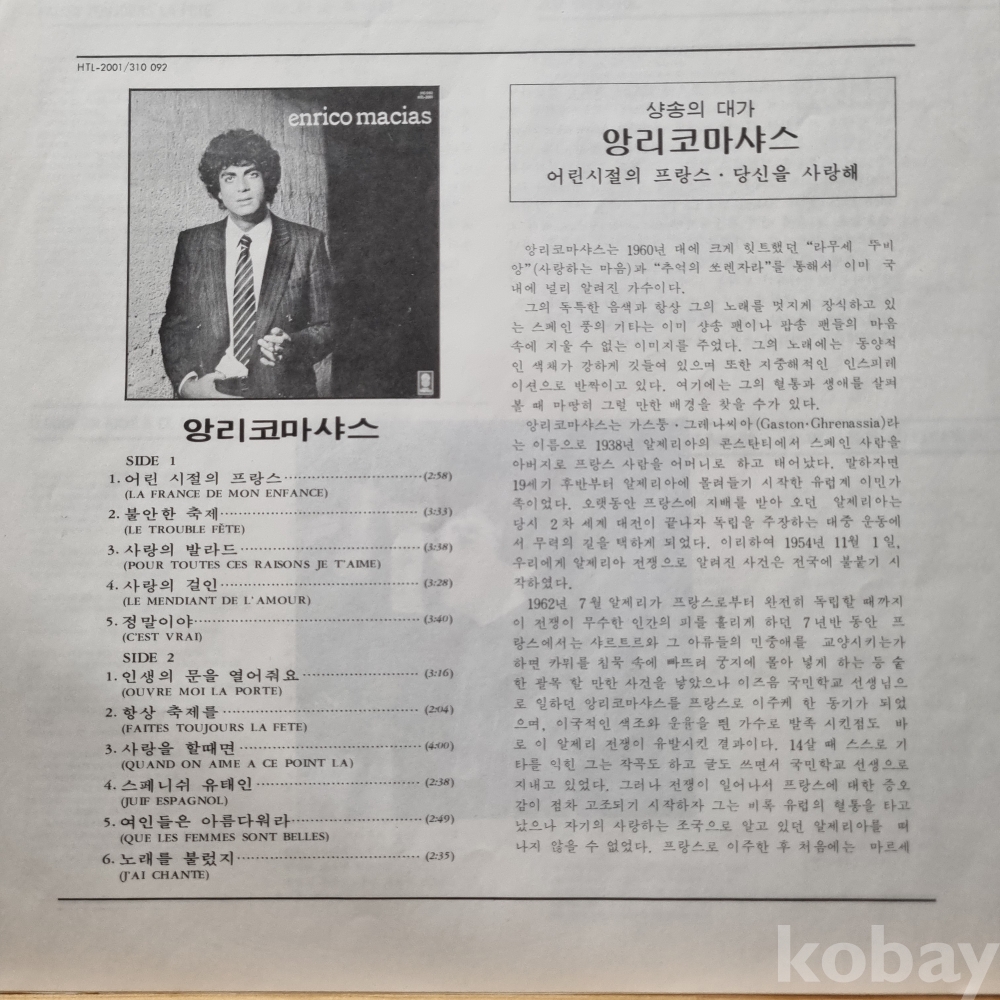 HTL-2001/310 092
enrico macias
앙리코마샤스
SIDE 1
1. 어린 시절의 프랑스 (2:58)
(LA FRANCE DE MON ENFANCE)
2. 불안한 축제 (3:33)
(LE TROUBLE FÊTE)
3. 사랑의 발라드 (3:38)
(POUR TOUTES CES RAISONS JE T'AIME)
4. 사랑의 걸인 (3:28)
(LE MENDIANT DE L'AMOUR)
5. 정말이야 (3:40)
(C'EST VRAI)
SIDE 2
1. 인생의 문을 열어줘요 (3:16)
(OUVRE MOI LA PORTE)
2. 항상 축제를 (2:04)
(FAITES TOUJOURS LA FETE)
3. 사랑을 할때면 (4:00)
(QUAND ON AIME A CE POINT LA)
4. 스페니쉬 유태인 (2:38)
(JUIF ESPAGNOL)
5. 여인들은 아름다워라 (2:49)
(QUE LES FEMMES SONT BELLES)
6. 노래를 불렀지 (2:35)
(J'AI CHANTE)
샹송의 대가
앙리코마샤스
어린시절의 프랑스 · 당신을 사랑해
앙리코마샤스는 1960년 대에 크게 힛트했던 "라무세 뚜비
앙"(사랑하는 마음)과 "추억의 쏘렌자라"를 통해서 이미 국
내에 널리 알려진 가수이다.
그의 독특한 음색과 항상 그의 노래를 멋지게 장식하고 있
는 스페인 풍의 기타는 이미 샹송 팬이나 팝송 팬들의 마음
속에 지울 수 없는 이미지를 주었다. 그의 노래에는 동양적
인 색채가 강하게 깃들여 있으며 또한 지중해적인 인스피레
이션으로 반짝이고 있다. 여기에는 그의 혈통과 생애를 살펴
볼 때 마땅히 그럴 만한 배경을 찾을 수가 있다.
앙리코마샤스는 가스통 · 그레나씨아(Gaston·Ghrenassia)라
는 이름으로 1938년 알제리아의 콘스탄티에서 스페인 사람을
아버지로 프랑스 사람을 어머니로 하고 태어났다. 말하자면
19세기 후반부터 알제리아에 몰려들기 시작한 유럽계 이민가
족이었다. 오랫동안 프랑스에 지배를 받아 오던 알제리아는
당시 2차 세계 대전이 끝나자 독립을 주장하는 대중 운동에
서 무력의 길을 택하게 되었다. 이리하여 1954년 11월 1일,
우리에게 알제리아 전쟁으로 알려진 사건은 전국에 불붙기 시
작하였다.
1962년 7월 알제리가 프랑스로부터 완전히 독립할 때까지
이 전쟁이 무수한 인간의 피를 흘리게 하던 7년반 동안 프
랑스에서는 샤르트르와 그 아류들의 민중애를 교양시키는가
하면 카뮈를 침묵 속에 빠뜨려 궁지에 몰아 넣게 하는 등 숱
한 괄목 할 만한 사건을 낳았으나 이즈음 국민학교 선생님으
로 일하던 앙리코마샤스를 프랑스로 이주케 한 동기가 되었
으며, 이국적인 색조와 운율을 띈 가수로 발족 시킨점도 바
로 이 알제리 전쟁이 유발시킨 결과이다. 14살 때 스스로 기
타를 익힌 그는 작곡도 하고 글도 쓰면서 국민학교 선생으로
지내고 있었다. 그러나 전쟁이 일어나서 프랑스에 대한 증오
감이 점차 고조되기 시작하자 그는 비록 유럽의 혈통을 타고
났으나 자기의 사랑하는 조국으로 알고 있던 알제리아를 떠
나지 않을 수 없었다. 프랑스로 이주한 후 처음에는 마르세
kobay